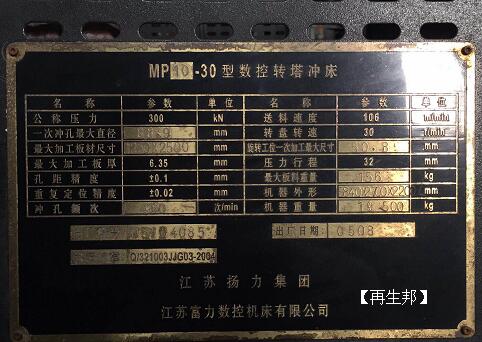 MP10-30型数控转塔冲床
名称 参数 单位 名称 参数 单位
公称压力 300 kN 送料速度 106 m/min
一次冲孔最大直径 mm 转盘转速 30 r/min
最大加工板材尺寸 mm 旋转工位一次加工最大尺寸 mm
最大加工板厚 6.35 mm 压力行程 32 mm
孔距精度 ±0.1 mm 最大板料重量 kg
重复定位精度 ±0.02 mm 机器外形 mm
冲孔频次 次/min 机器重量 kg
出厂日期: 0508
Q/321003JJG03-2004
江苏扬力集团
江苏富力数控机床有限公司
【再生邦】